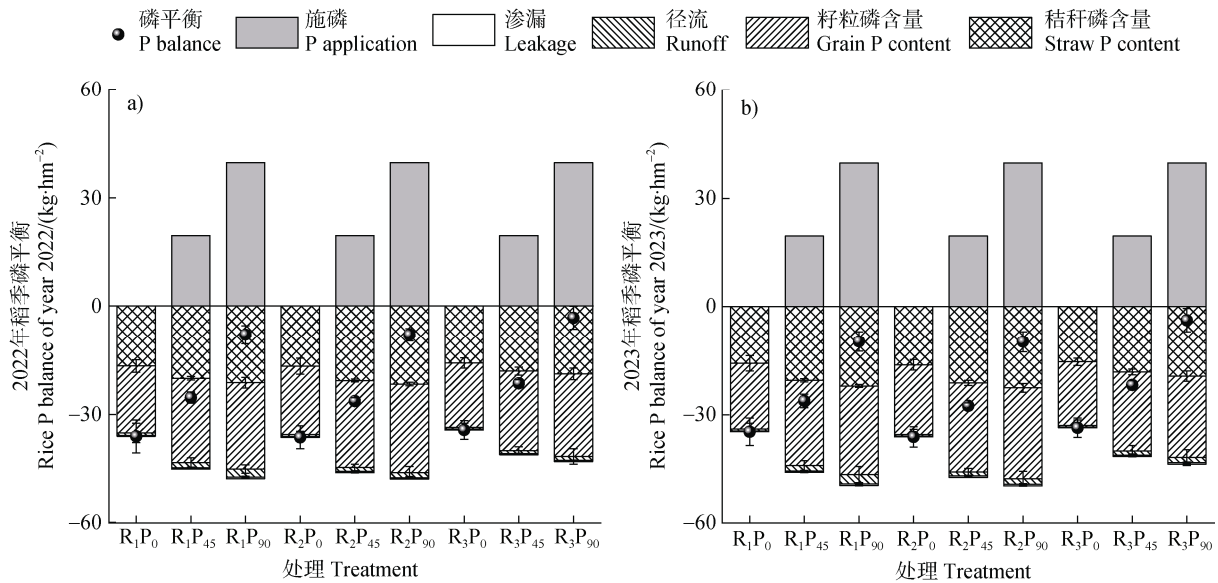 磷平衡 施磷 渗漏 径流 籽粒磷含量 秸秆磷含量
P balance P application Leakage Runoff Grain P content Straw P content
a)
2022年稻季磷平衡
Rice P balance of year 2022/(kg·hm⁻²)
60
30
0
−30
−60
R₁P₀ R₁P₄₅ R₁P₉₀ R₂P₀ R₂P₄₅ R₂P₉₀ R₃P₀ R₃P₄₅ R₃P₉₀
处理 Treatment
b)
2023年稻季磷平衡
Rice P balance of year 2023/(kg·hm⁻²)
60
30
0
−30
−60
R₁P₀ R₁P₄₅ R₁P₉₀ R₂P₀ R₂P₄₅ R₂P₉₀ R₃P₀ R₃P₄₅ R₃P₉₀
处理 Treatment